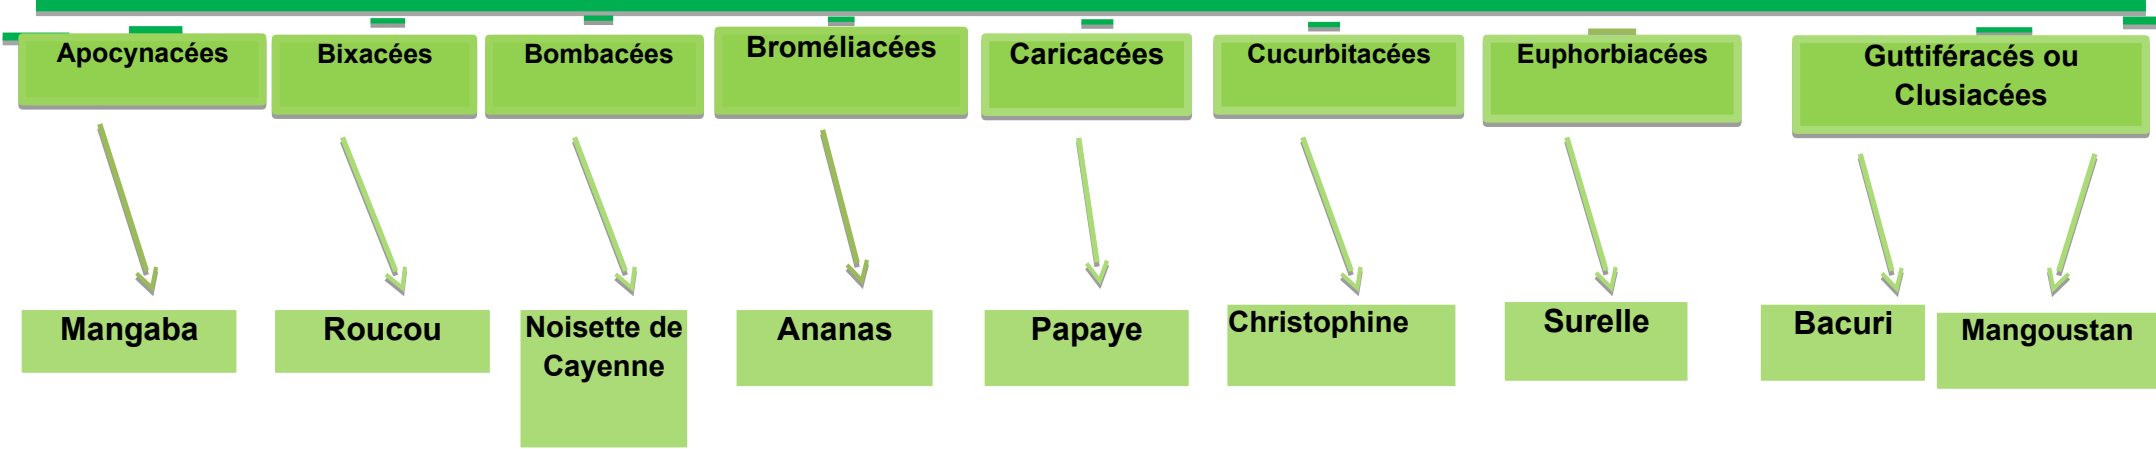 Apocynacées
Bixacées
Bombacées
Broméliacées
Caricacées
Cucurbitacées
Euphorbiacées
Guttiféracés ou
Clusiacées
Mangaba
Roucou
Noisette de
Cayenne
Ananas
Papaye
Christophine
Surelle
Bacuri
Mangoustan